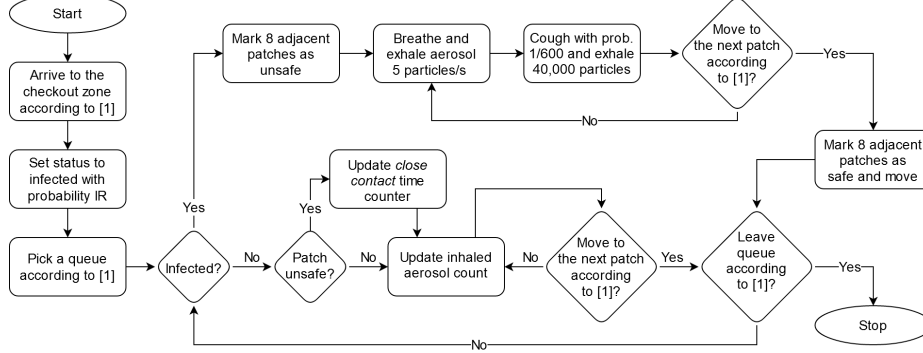 Start
Arrive to the
checkout zone
according to [1]
Set status to
infected with
probability IR
Pick a queue
according to [1]
Infected?
Yes
Mark 8 adjacent
patches as
unsafe
Breathe and
exhale aerosol
5 particles/s
Cough with prob.
1/600 and exhale
40,000 particles
Move to
the next patch
according
to [1]?
No
Yes
Mark 8 adjacent
patches as
safe and move
No
Patch
unsafe?
Yes
Update close
contact time
counter
No
Update inhaled
aerosol count
No
Move to
the next patch
according
to [1]?
Yes
Leave
queue
according
to [1]?
Yes
Stop
No